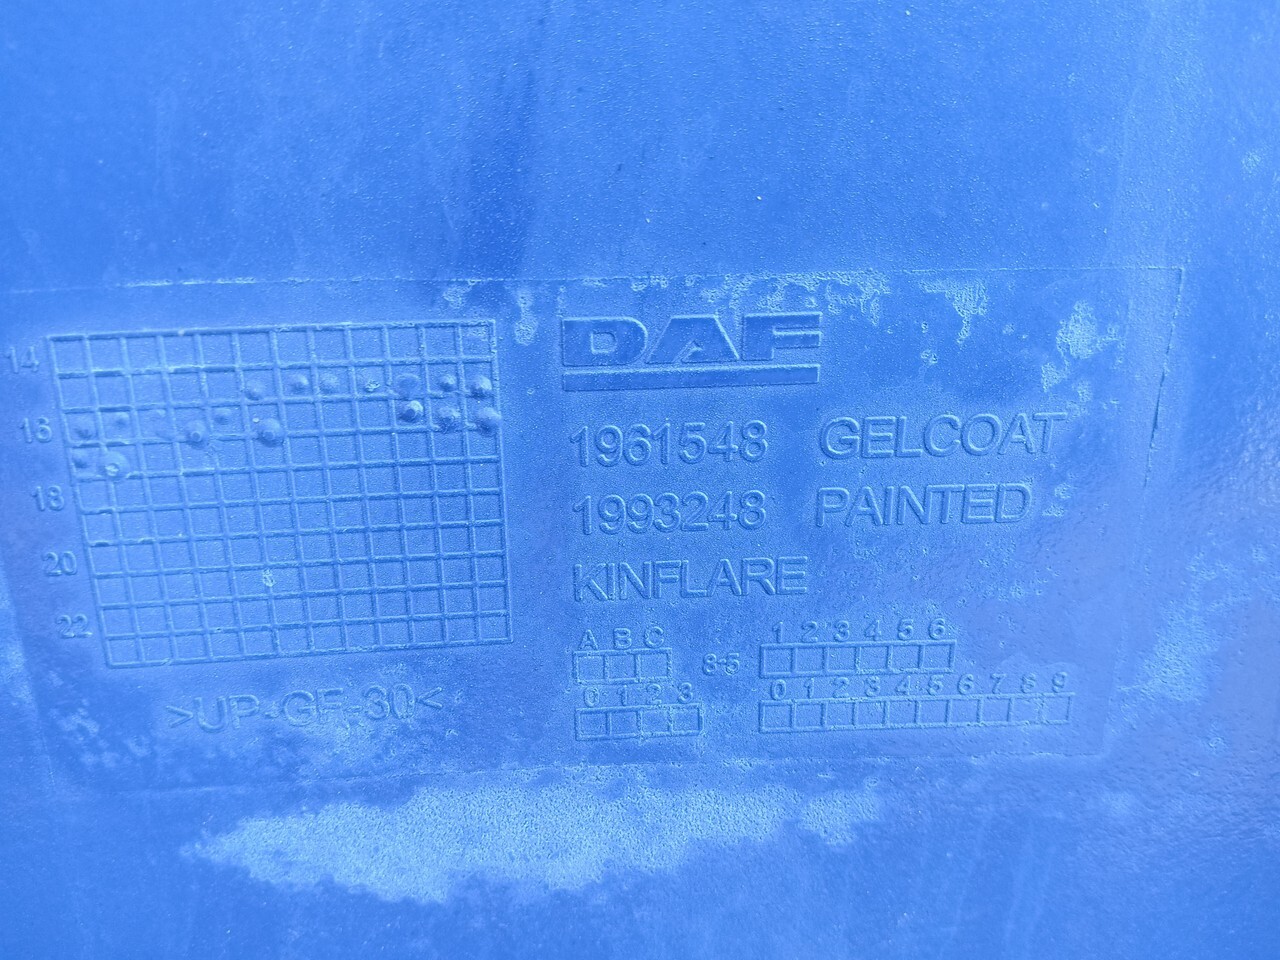 DAF
1961548 GELCOAT
1993248 PAINTED
KINFLARE
14
16
18
20
22
>UP-GF-30<
A B C
8-5
1 2 3 4 5 6
0 1 2 3
0 1 2 3 4 5 6 7 8 9